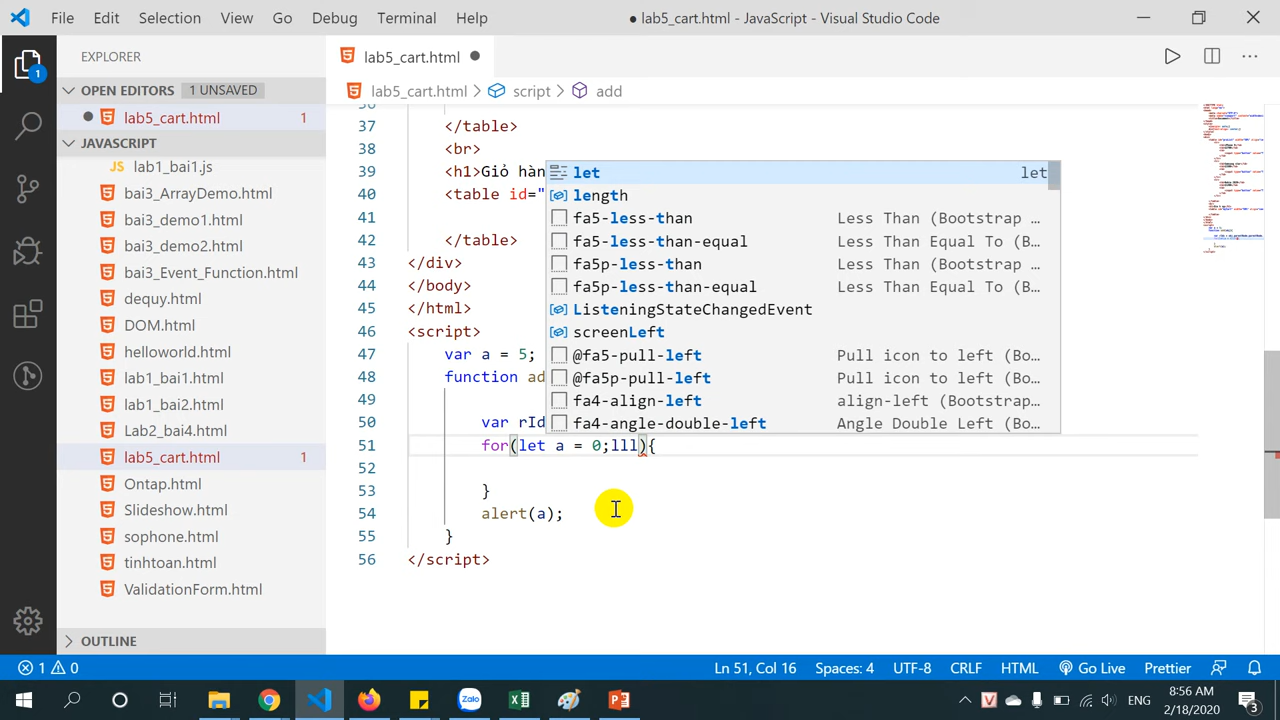 File Edit Selection View Go Debug Terminal Help
● lab5_cart.html - JavaScript - Visual Studio Code
EXPLORER
OPEN EDITORS 1 UNSAVED
lab5_cart.html 1
JAVASCRIPT
lab1_bai1.js
bai3_ArrayDemo.html
bai3_demo1.html
bai3_demo2.html
bai3_Event_Function.html
dequy.html
DOM.html
helloworld.html
lab1_bai1.html
lab1_bai2.html
Lab2_bai4.html
lab5_cart.html 1
Ontap.html
Slideshow.html
sophone.html
tinhtoan.html
ValidationForm.html
OUTLINE
1
lab5_cart.html
lab5_cart.html > script > add
36
37 </table>
38 <br>
39 <h1>Giỏ hàn
40 <table id="
41
42 </table>
43 </div>
44 </body>
45 </html>
46 <script>
47 var a = 5;
48 function ad
49
50 var rId
51 for(let a = 0;lll){
52
53 }
54 alert(a);
55 }
56 </script>
let let
length
fa5-less-than Less Than (Bootstrap …
fa5-less-than-equal Less Than Equal To (B…
fa5p-less-than Less Than (Bootstrap …
fa5p-less-than-equal Less Than Equal To (B…
ListeningStateChangedEvent
screenLeft
@fa5-pull-left Pull icon to left (Bo…
@fa5p-pull-left Pull icon to left (Bo…
fa4-align-left align-left (Bootstrap…
fa4-angle-double-left Angle Double Left (Bo…
1 0
Ln 51, Col 16 Spaces: 4 UTF-8 CRLF HTML Go Live Prettier
Zalo
ENG
8:56 AM
2/18/2020
3